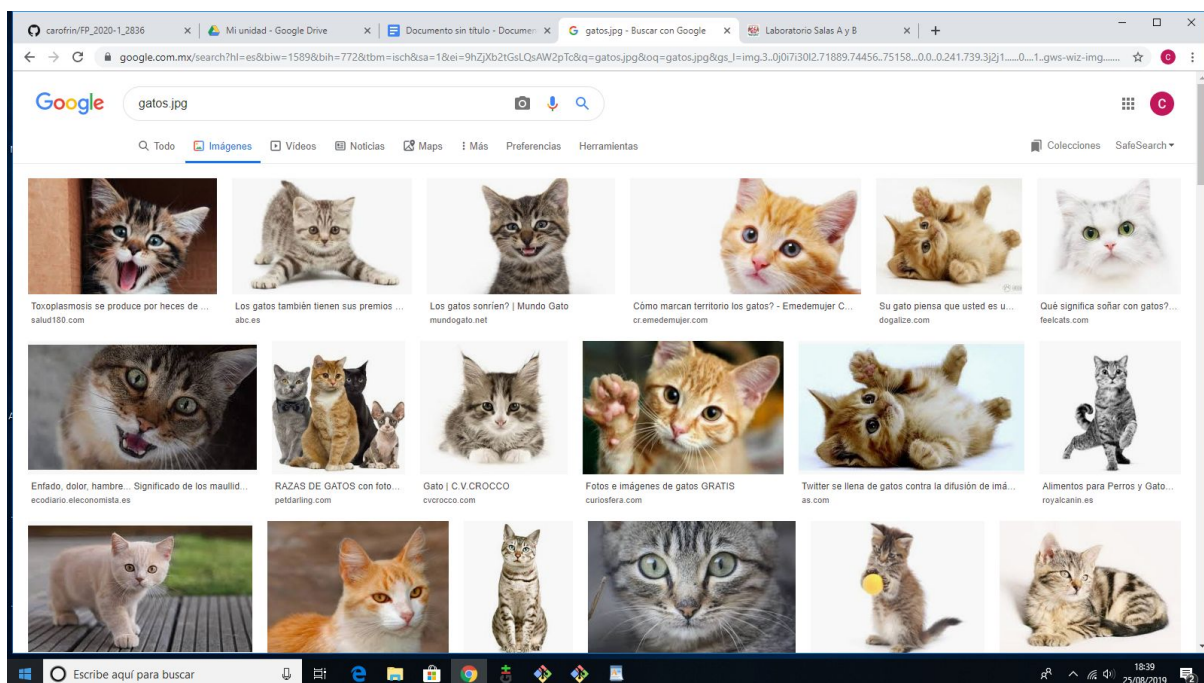 carofrin/FP_2020-1_2836
Mi unidad - Google Drive
Documento sin título - Documen
gatos.jpg - Buscar con Google
Laboratorio Salas A y B
google.com.mx/search?hl=es&biw=1589&bih=772&tbm=isch&sa=1&ei=9hZjXb2tGsLQsAW2pTc&q=gatos.jpg&oq=gatos.jpg&gs_l=img.3..0j0i7i30l2.71889.74456..75158...0.0..0.241.739.3j2j1......0....1..gws-wiz-img.......
Google
gatos.jpg
C
C
Todo
Imágenes
Vídeos
Noticias
Maps
Más
Preferencias
Herramientas
Colecciones
SafeSearch
Toxoplasmosis se produce por heces de ...
salud180.com
Los gatos también tienen sus premios ...
abc.es
Los gatos sonríen? | Mundo Gato
mundogato.net
Cómo marcan territorio los gatos? - Emedemujer C...
cr.emedemujer.com
Su gato piensa que usted es u...
dogalize.com
Qué significa soñar con gatos?...
feelcats.com
Enfado, dolor, hambre... Significado de los maullid...
ecodiario.eleconomista.es
RAZAS DE GATOS con foto...
petdarling.com
Gato | C.V.CROCCO
cvcrocco.com
Fotos e imágenes de gatos GRATIS
curiosfera.com
Twitter se llena de gatos contra la difusión de imá...
as.com
Alimentos para Perros y Gato...
royalcanin.es
Escribe aquí para buscar
18:39
25/08/2019